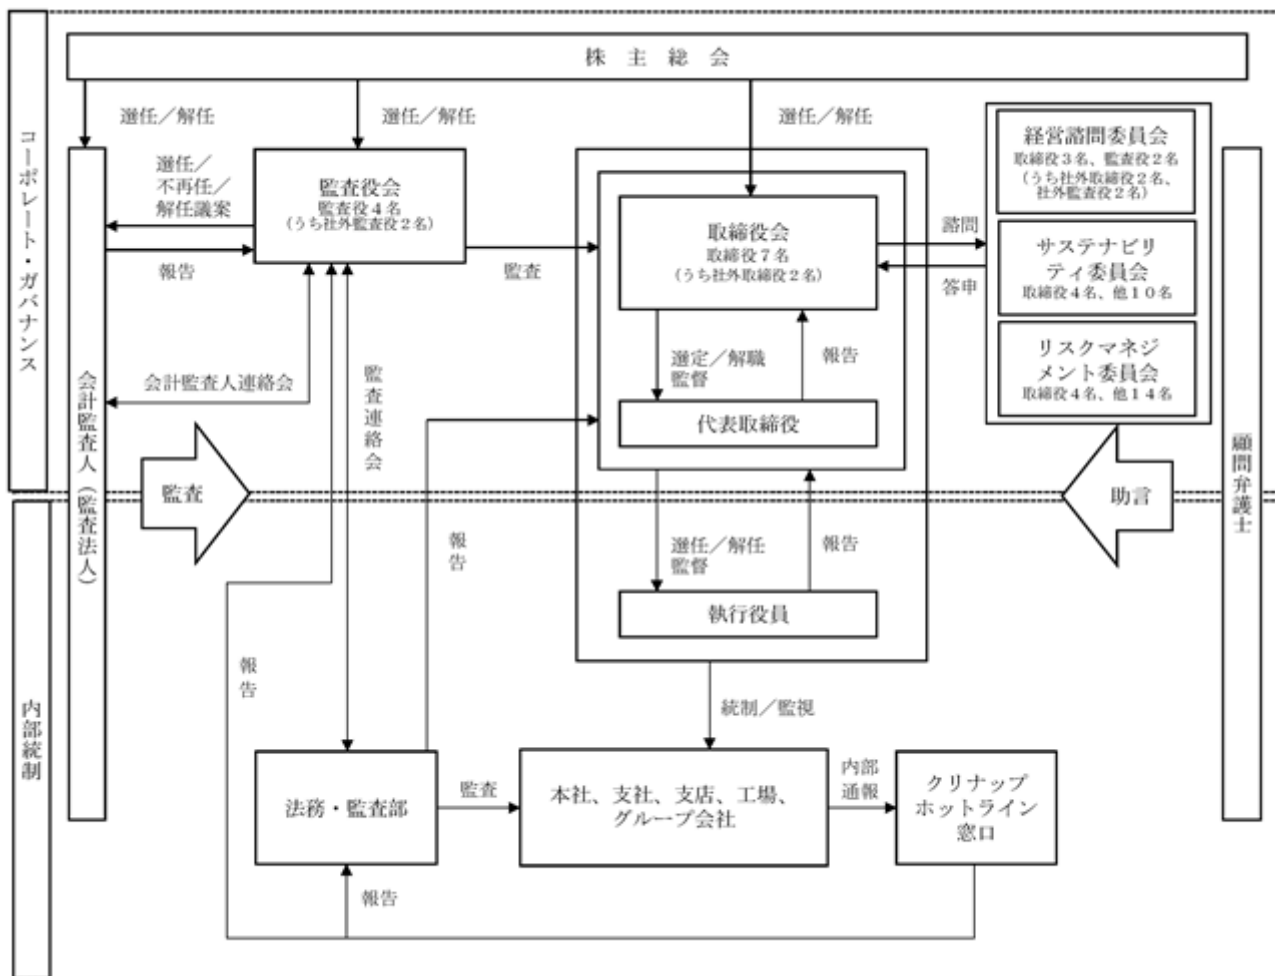 株主総会
選任／解任
選任／解任
選任／解任
コーポレート・ガバナンス
内部統制
会計監査人（監査法人）
選任／
不再任／
解任議案
報告
監査役会
監査役４名
（うち社外監査役２名）
監査
取締役会
取締役７名
（うち社外取締役２名）
諮問
答申
経営諮問委員会
取締役３名、監査役２名
（うち社外取締役２名、
社外監査役２名）
サステナビリ
ティ委員会
取締役４名、他１０名
リスクマネジ
メント委員会
取締役４名、他１４名
顧問弁護士
会計監査人連絡会
監査連絡会
選定／解職
監督
報告
代表取締役
監査
助言
報告
選任／解任
監督
報告
執行役員
報告
統制／監視
法務・監査部
監査
本社、支社、支店、工場、
グループ会社
内部
通報
クリナップ
ホットライン
窓口
報告